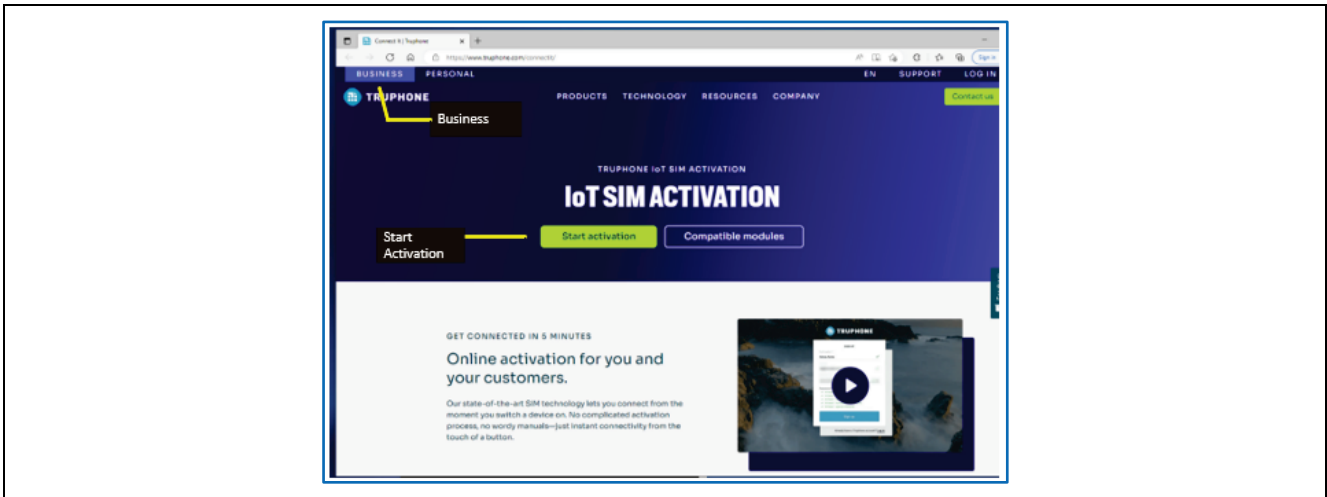 Connect It | Truphone
https://www.truphone.com/connectit/
Sign in
BUSINESS PERSONAL
EN SUPPORT LOG IN
TRUPHONE
PRODUCTS TECHNOLOGY RESOURCES COMPANY
Contact us
Business
TRUPHONE IoT SIM ACTIVATION
IoT SIM ACTIVATION
Start
Activation
Start activation
Compatible modules
GET CONNECTED IN 5 MINUTES
Online activation for you and
your customers.
Our state-of-the-art SIM technology lets you connect from the
moment you switch a device on. No complicated activation
process, no wordy manuals—just instant connectivity from the
touch of a button.
TRUPHONE